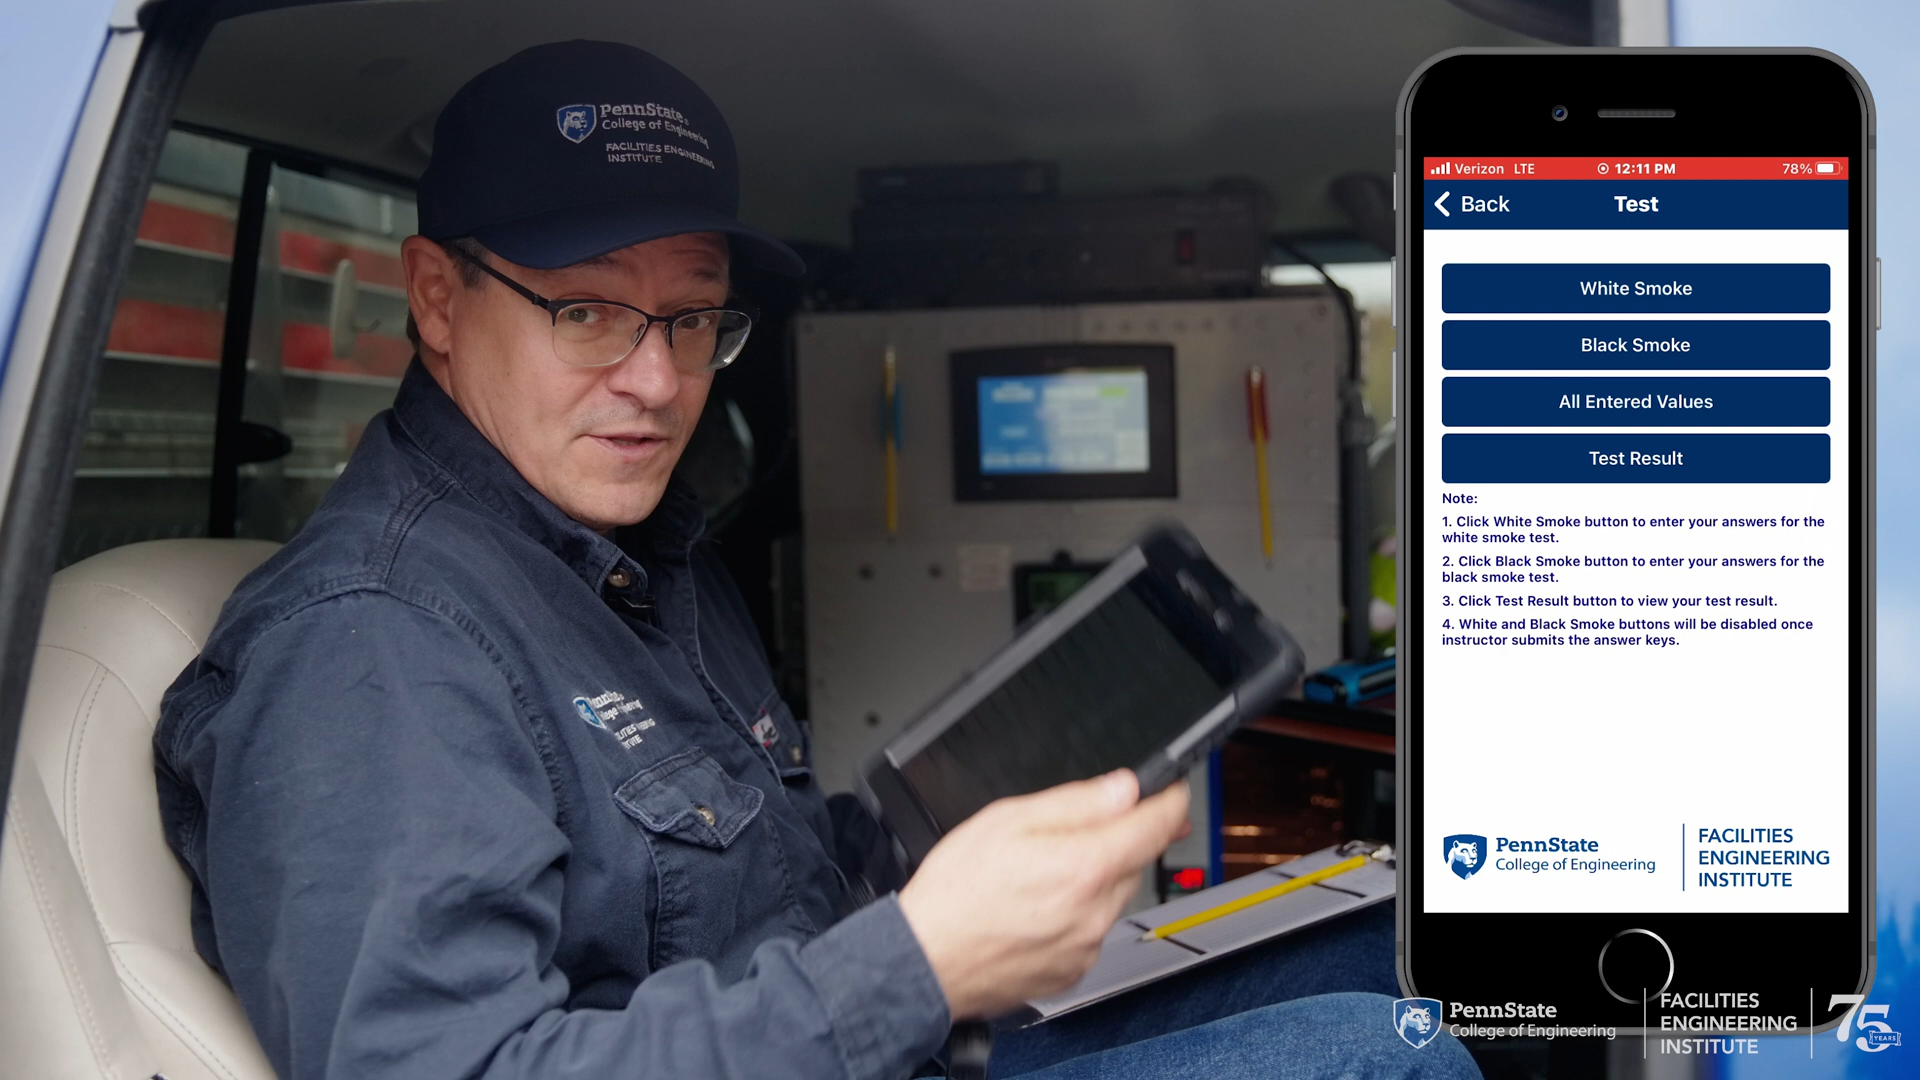 PennState
College of Engineering
FACILITIES ENGINEERING
INSTITUTE
College
Verizon LTE 12:11 PM 78%
Back
Test
White Smoke
Black Smoke
All Entered Values
Test Result
Note:
1. Click White Smoke button to enter your answers for the
white smoke test.
2. Click Black Smoke button to enter your answers for the
black smoke test.
3. Click Test Result button to view your test result.
4. White and Black Smoke buttons will be disabled once
instructor submits the answer keys.
PennState
College of Engineering
FACILITIES
ENGINEERING
INSTITUTE
PennState
College of Engineering
FACILITIES
ENGINEERING
INSTITUTE
75
YEARS